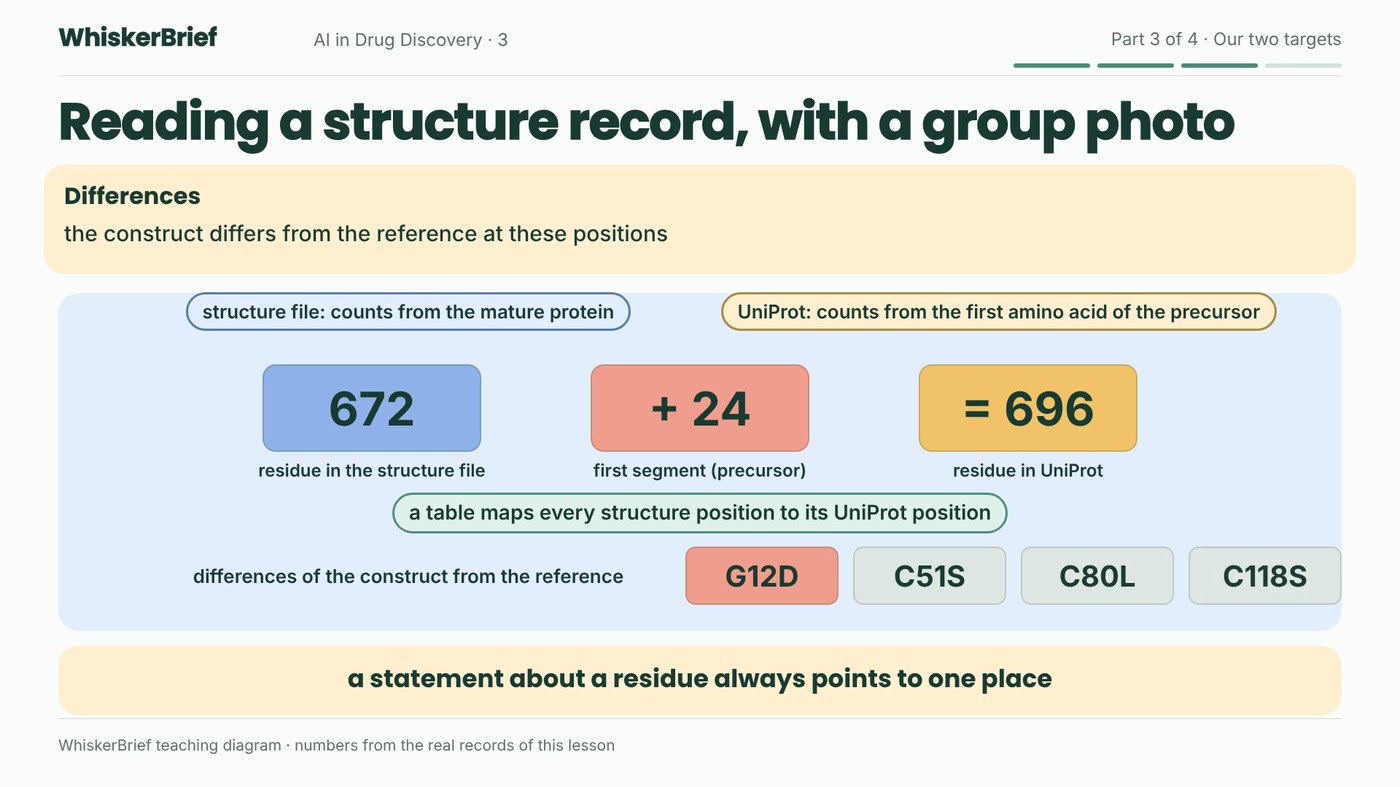 WhiskerBrief
AI in Drug Discovery · 3
Part 3 of 4 · Our two targets
Reading a structure record, with a group photo
Differences
the construct differs from the reference at these positions
structure file: counts from the mature protein
UniProt: counts from the first amino acid of the precursor
672
+ 24
= 696
residue in the structure file
first segment (precursor)
residue in UniProt
a table maps every structure position to its UniProt position
differences of the construct from the reference
G12D
C51S
C80L
C118S
a statement about a residue always points to one place
WhiskerBrief teaching diagram · numbers from the real records of this lesson